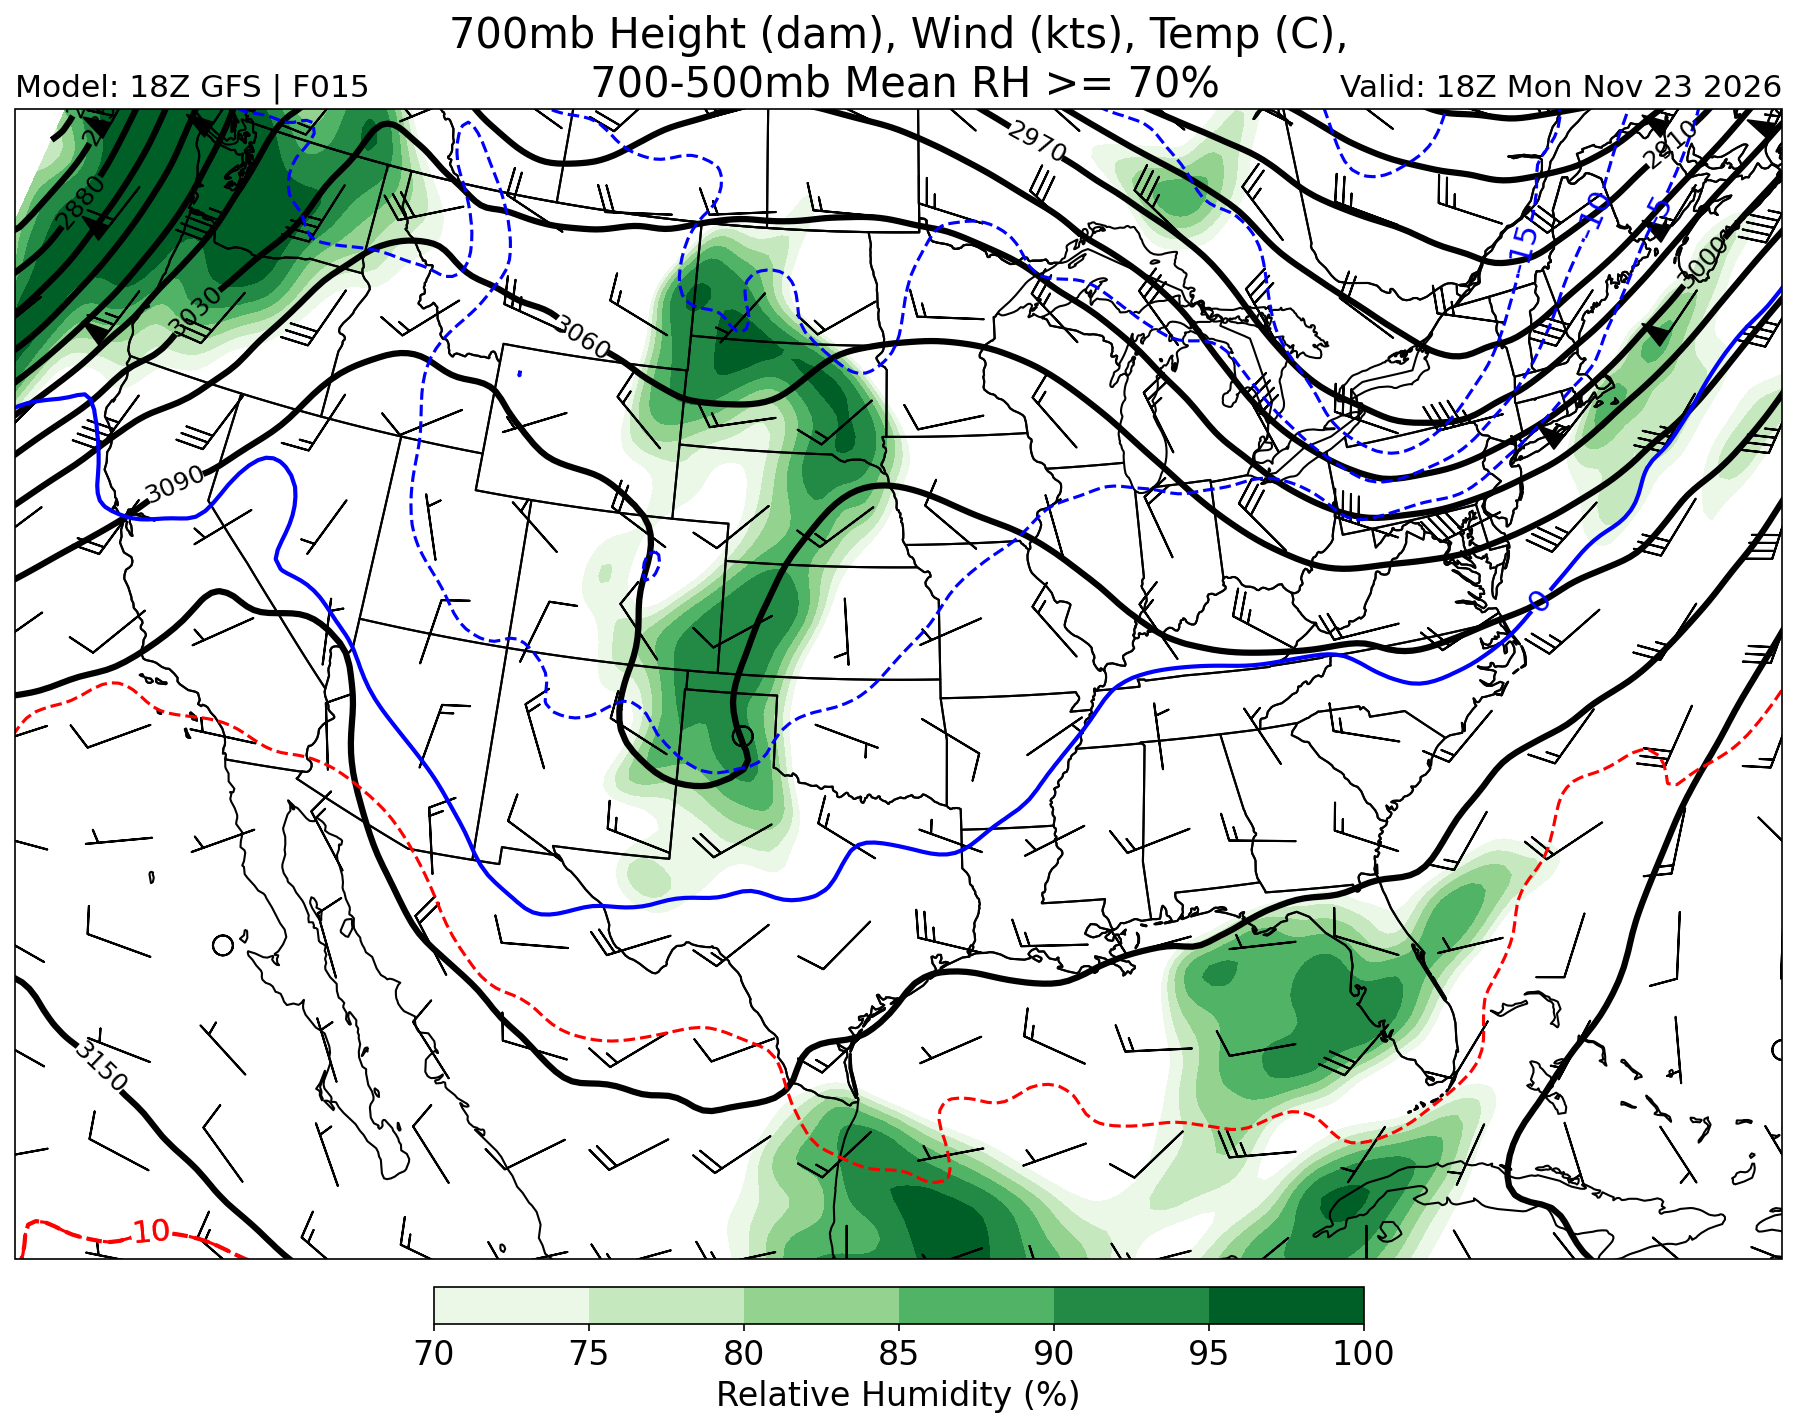 700mb Height (dam), Wind (kts), Temp (C),
700-500mb Mean RH >= 70%
Model: 18Z GFS | F015
Valid: 18Z Mon Nov 23 2026
2970
2910
2880
15
10
5
3000
3030
3060
3090
0
3150
10
70 75 80 85 90 95 100
Relative Humidity (%)